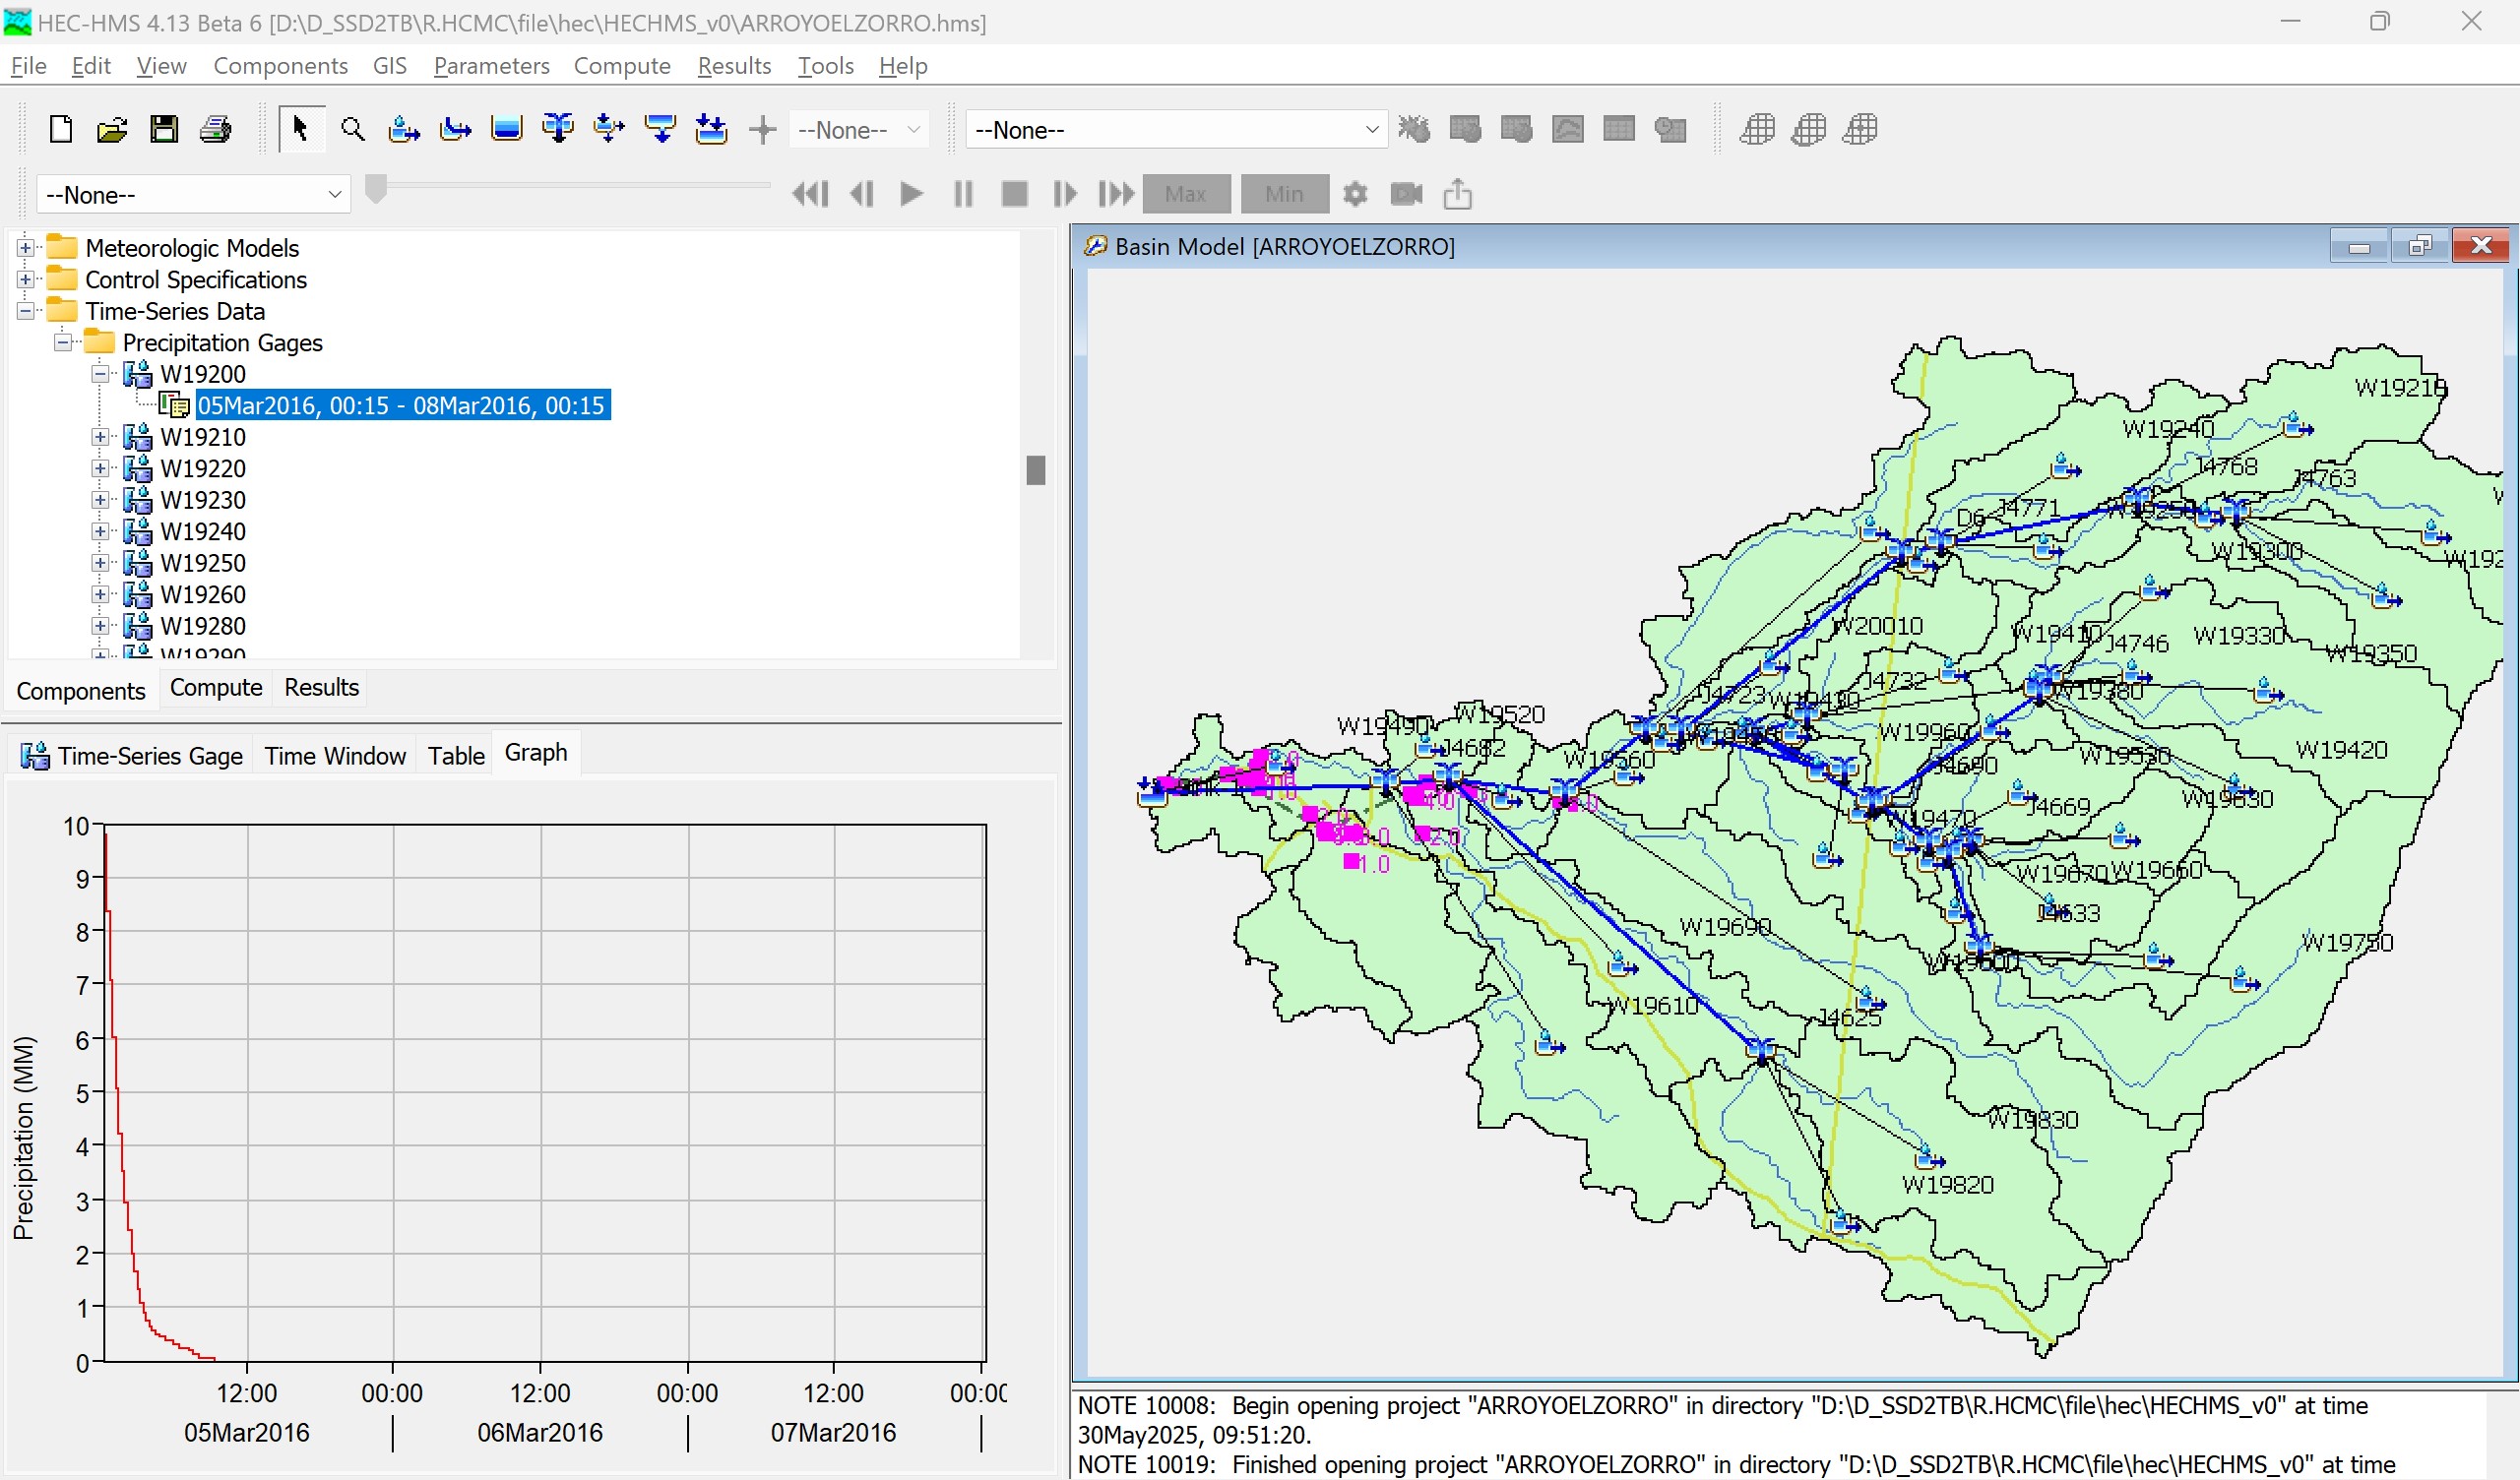 HEC-HMS 4.13 Beta 6 [D:\D_SSD2TB\R.HCMC\file\hec\HECHMS_v0\ARROYOELZORRO.hms]
File Edit View Components GIS Parameters Compute Results Tools Help
--None-- --None--
--None-- Max Min
Meteorologic Models
Control Specifications
Time-Series Data
Precipitation Gages
W19200
05Mar2016, 00:15 - 08Mar2016, 00:15
W19210
W19220
W19230
W19240
W19250
W19260
W19280
W19290
Components Compute Results
Time-Series Gage Time Window Table Graph
Precipitation (MM)
10
9
8
7
6
5
4
3
2
1
0
12:00 00:00 12:00 00:00 12:00 00:00
05Mar2016 06Mar2016 07Mar2016
Basin Model [ARROYOELZORRO]
W19210
W19240
J4768
J4763
J4771
W19300
W20010
W19410
J4746
W19330
W19350
J4732
J4723
W19430
W19380
W19490
W19520
J4682
W19560
W19960
J4690
W19530
W19420
W19630
J4669
W19470
2.0
1.0
W19670
W19660
J4633
W19690
W19750
W19600
W19610
J4625
W19830
W19820
NOTE 10008: Begin opening project "ARROYOELZORRO" in directory "D:\D_SSD2TB\R.HCMC\file\hec\HECHMS_v0" at time
30May2025, 09:51:20.
NOTE 10019: Finished opening project "ARROYOELZORRO" in directory "D:\D_SSD2TB\R.HCMC\file\hec\HECHMS_v0" at time